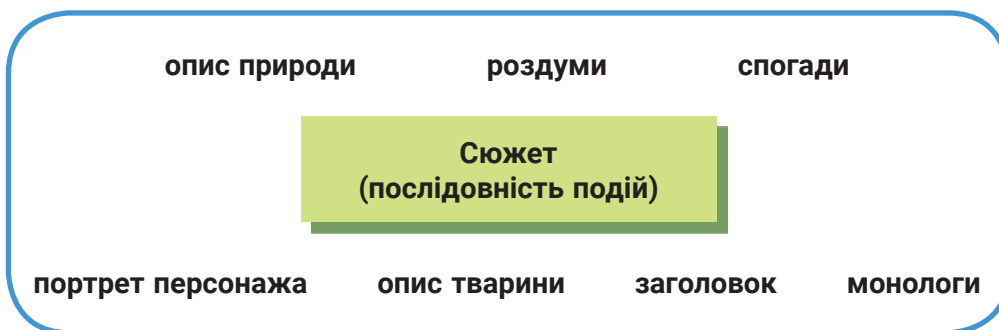 опис природи роздуми спогади
Сюжет
(послідовність подій)
портрет персонажа опис тварини заголовок монологи